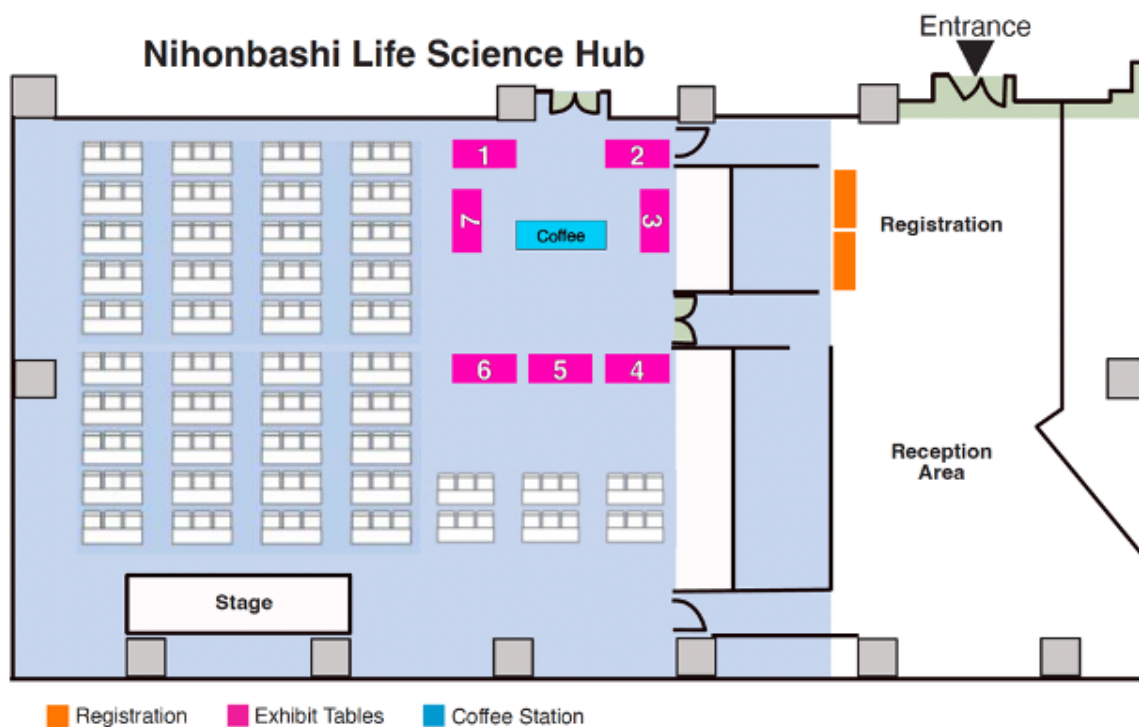 Nihonbashi Life Science Hub
Entrance
1
2
7
3
Coffee
Registration
6
5
4
Reception
Area
Stage
Registration
Exhibit Tables
Coffee Station